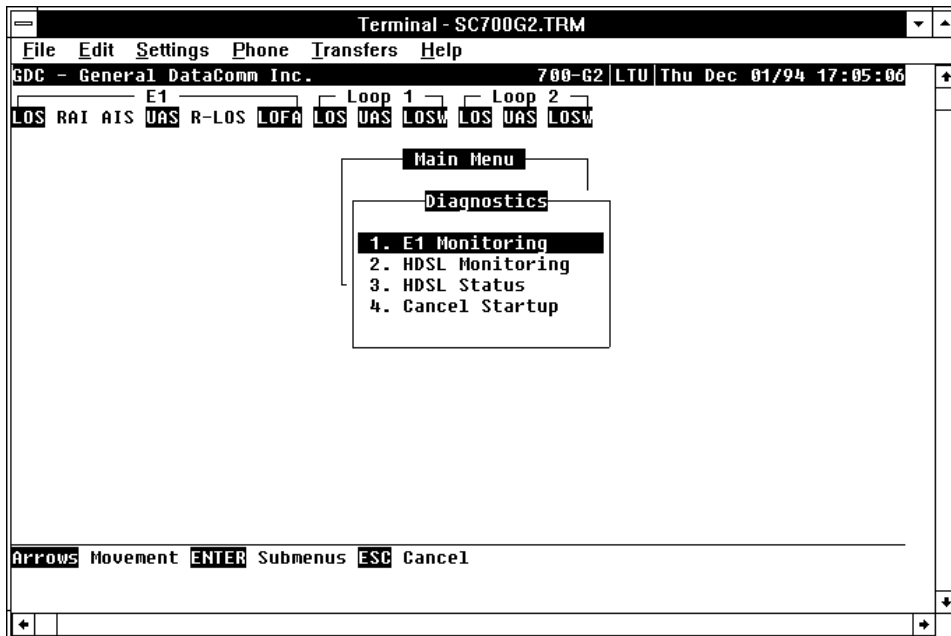 Terminal - SC700G2.TRM
File Edit Settings Phone Transfers Help
GDC - General DataComm Inc. 700-G2 LTU Thu Dec 01/94 17:05:06
E1 Loop 1 Loop 2
LOS RAI AIS UAS R-LOS LOFA LOS UAS LOSW LOS UAS LOSW
Main Menu
Diagnostics
1. E1 Monitoring
2. HDSL Monitoring
3. HDSL Status
4. Cancel Startup
Arrows Movement ENTER Submenus ESC Cancel